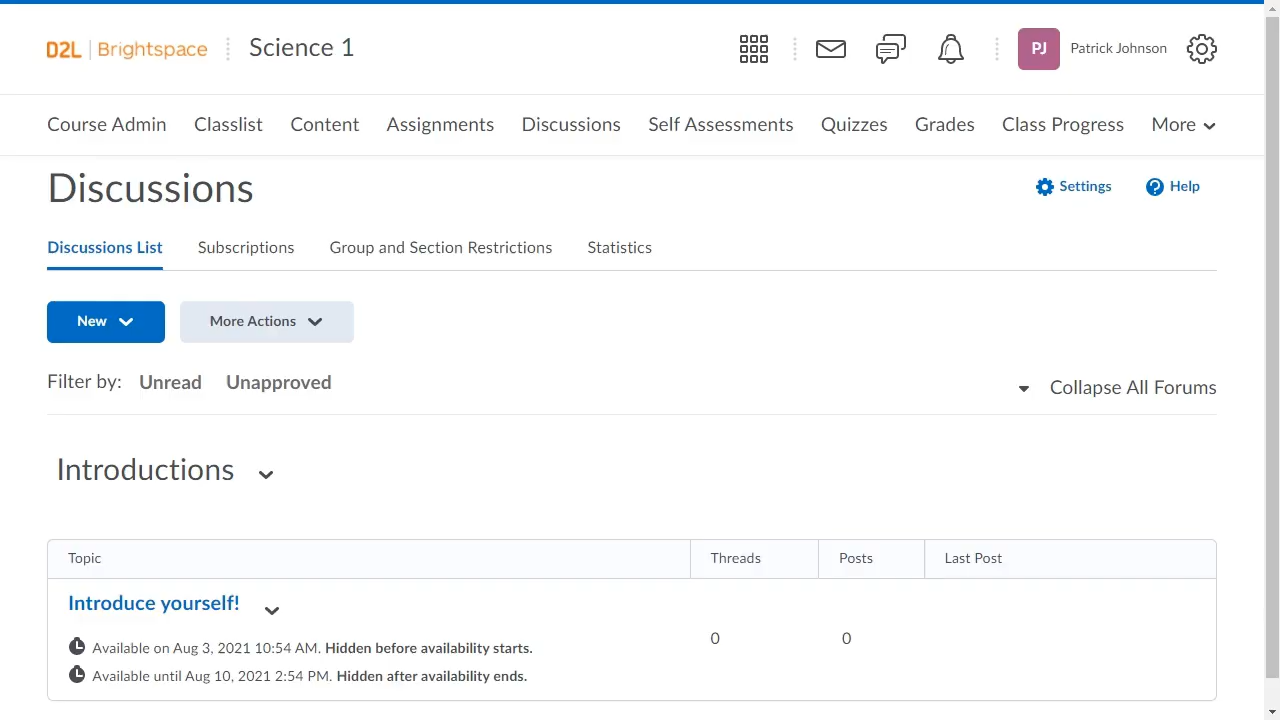 D2L Brightspace Science 1 PJ Patrick Johnson
Course Admin Classlist Content Assignments Discussions Self Assessments Quizzes Grades Class Progress More
Discussions Settings Help
Discussions List Subscriptions Group and Section Restrictions Statistics
New More Actions
Filter by: Unread Unapproved Collapse All Forums
Introductions
Topic Threads Posts Last Post
Introduce yourself!
0 0
Available on Aug 3, 2021 10:54 AM. Hidden before availability starts.
Available until Aug 10, 2021 2:54 PM. Hidden after availability ends.